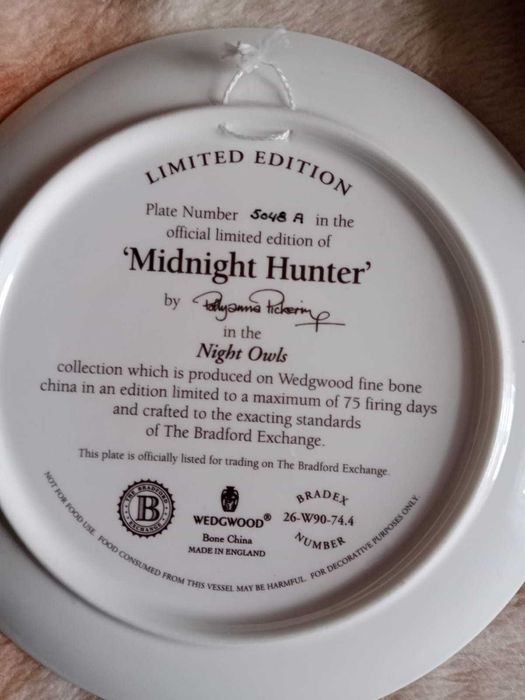 LIMITED EDITION
Plate Number 5048 A in the
official limited edition of
'Midnight Hunter'
by Pollyanna Pickering
in the
Night Owls
collection which is produced on Wedgwood fine bone
china in an edition limited to a maximum of 75 firing days
and crafted to the exacting standards
of The Bradford Exchange.
This plate is officially listed for trading on The Bradford Exchange.
THE BRADFORD
B
EXCHANGE
WEDGWOOD®
Bone China
MADE IN ENGLAND
BRADEX
26-W90-74.4
NUMBER
NOT FOR FOOD USE. FOOD CONSUMED FROM THIS VESSEL MAY BE HARMFUL. FOR DECORATIVE PURPOSES ONLY.